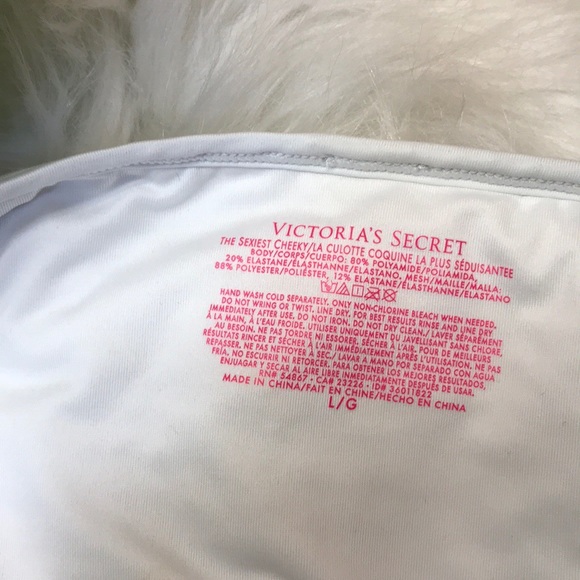 VICTORIA'S SECRET
THE SEXIEST CHEEKY/LA CULOTTE COQUINE LA PLUS SÉDUISANTEE
BODY/CORPS/CUERPO: 80% POLYAMIDE/POLIAMIDA,
20% ELASTANE/ÉLASTHANNE/ELASTANO, MESH/MAILLE/MALLA:
88% POLYESTER/POLIÉSTER, 12% ELASTANE/ÉLASTHANNE/ELASTANO
HAND WASH COLD SEPARATELY. ONLY NON-CHLORINE BLEACH WHEN NEEDED.
DO NOT WRING OR TWIST. LINE DRY. FOR BEST RESULTS RINSE AND LINE DRY
IMMEDIATELY AFTER USE. DO NOT IRON. DO NOT DRY CLEAN./ LAVER SÉPARÉMENT
À LA MAIN, À L'EAU FROIDE. UTILISER UNIQUEMENT DU JAVELLISANT SANS CHLORE,
AU BESOIN. NE PAS TORDRE NI ESSORER. SÉCHER À L'AIR. POUR DE MEILLEURS
RÉSULTATS RINCER ET SÉCHER À L'AIR IMMÉDIATEMENT APRÈS L'UTILISATION. NE PAS
REPASSER. NE PAS NETTOYER À SEC./ LAVAR A MANO POR SEPARADO CON AGUA
FRÍA. NO ESCURRIR NI RETORCER. PARA OBTENER LOS MEJORES RESULTADOS,
ENJUAGAR Y SECAR AL AIRE INMEDIATAMENTE DESPUÉS DE USAR.
RN# 54867 • CA# 23226 • ID# 36011822
MADE IN CHINA/FAIT EN CHINE/HECHO EN CHINA
L/G